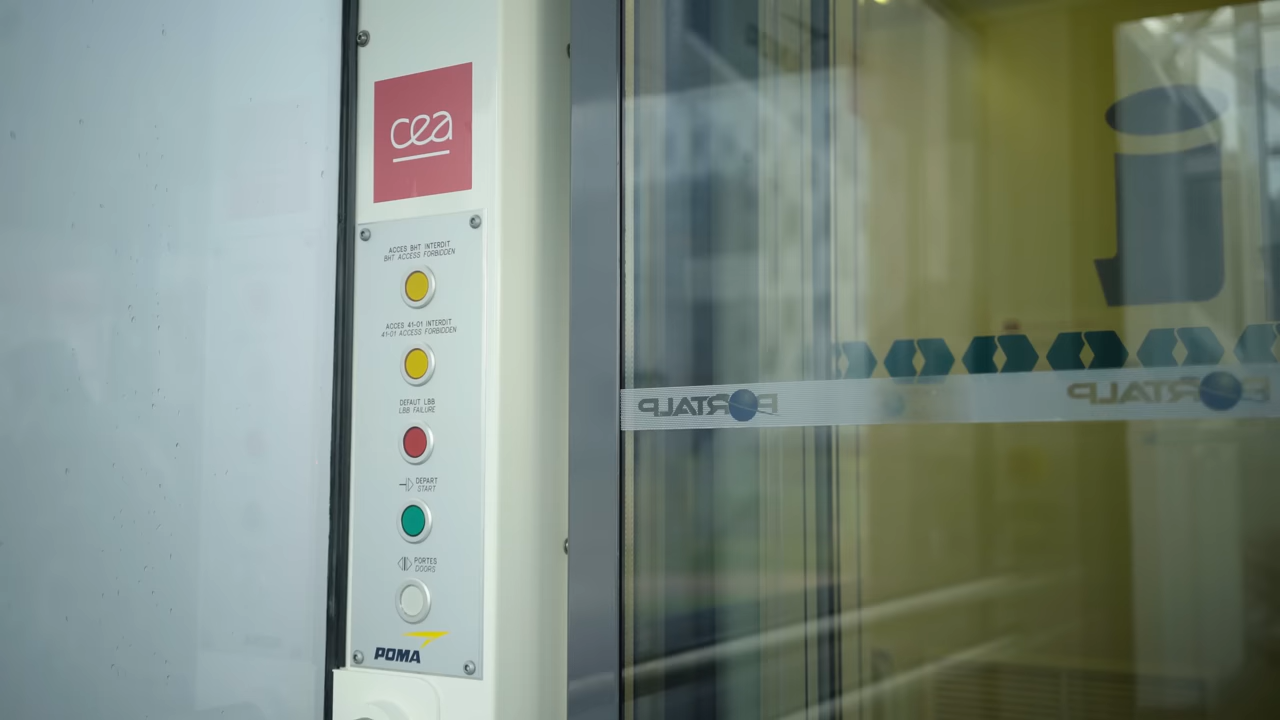 cea
ACCES BHT INTERDIT
BHT ACCESS FORBIDDEN
ACCES 41-01 INTERDIT
41-01 ACCESS FORBIDDEN
DEFAUT LBB
LBB FAILURE
DEPART
START
PORTES
DOORS
POMA
PORTALP
PORTALP
i